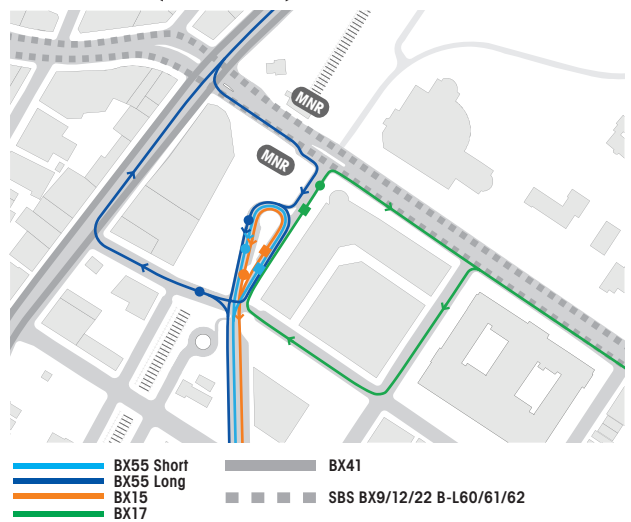 MNR
MNR
BX55 Short
BX55 Long
BX15
BX17
BX41
SBS BX9/12/22 B-L60/61/62